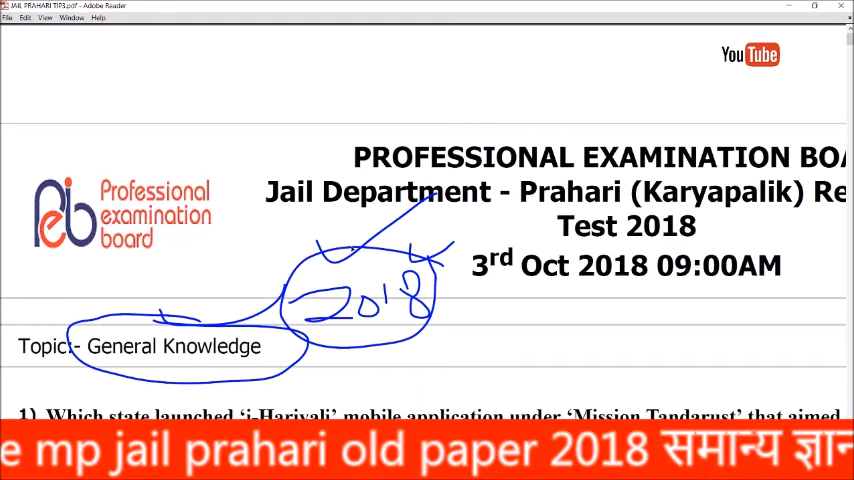 JAIL PRAHARI TIP3.pdf - Adobe Reader
File Edit View Window Help
YouTube
PROFESSIONAL EXAMINATION BOA
Peb Professional
examination
board
Jail Department - Prahari (Karyapalik) Re
Test 2018
3rd Oct 2018 09:00AM
2018
Topic:- General Knowledge
1) Which state launched ‘i-Hariyali’ mobile application under ‘Mission Tandarust’ that aimed
e mp jail prahari old paper 2018 समान्य ज्ञान